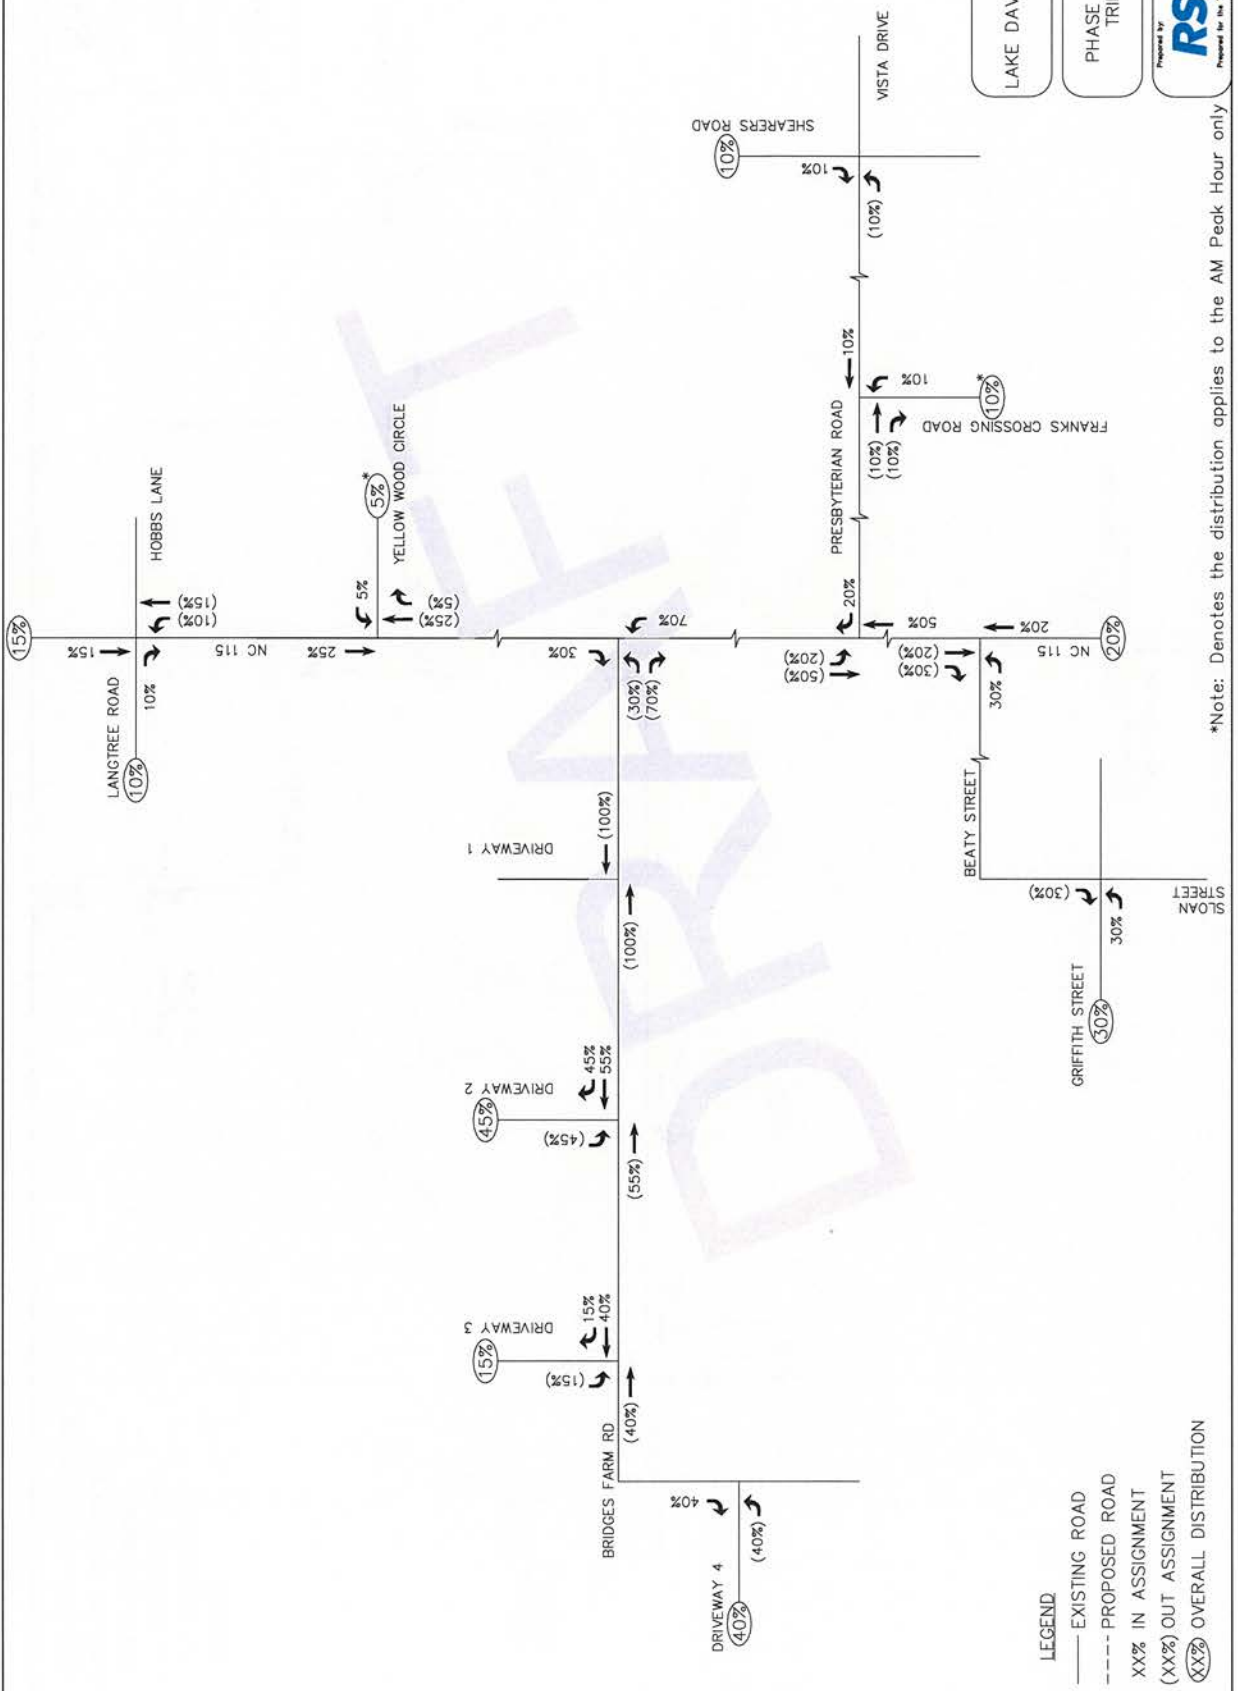 15%
15%
LANGTREE ROAD
10%
10%
HOBBS LANE
(10%) (15%)
NC 115
25%
5%
5%*
YELLOW WOOD CIRCLE
(25%) (5%)
30%
70%
(30%)
(70%)
DRIVEWAY 1
(100%)
(100%)
DRIVEWAY 2
45%
45%
55%
(45%)
(55%)
DRIVEWAY 3
15%
15%
40%
(15%)
(40%)
BRIDGES FARM RD
40%
DRIVEWAY 4
40%
(40%)
20%
PRESBYTERIAN ROAD
(50%) (20%)
50%
(30%) (20%)
20%
NC 115
20%
30%
BEATY STREET
(30%)
30%
GRIFFITH STREET
30%
SLOAN
STREET
10%
10%
(10%)
(10%)
10%*
FRANKS CROSSING ROAD
SHEARERS ROAD
10%
10%
(10%)
VISTA DRIVE
DRAFT
LEGEND
EXISTING ROAD
PROPOSED ROAD
XX% IN ASSIGNMENT
(XX%) OUT ASSIGNMENT
XX% OVERALL DISTRIBUTION
*Note: Denotes the distribution applies to the AM Peak Hour only
LAKE DAV
PHASE
TRI
Prepared by:
RS
Prepared for the